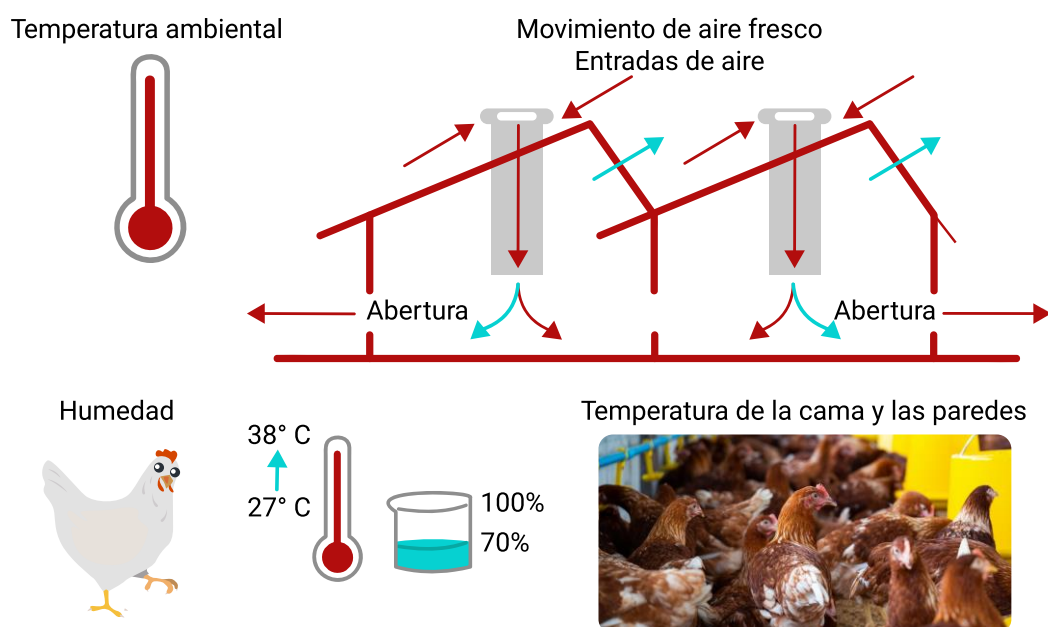 Temperatura ambiental
Movimiento de aire fresco
Entradas de aire
Abertura
Abertura
Humedad
38° C
27° C
100%
70%
Temperatura de la cama y las paredes